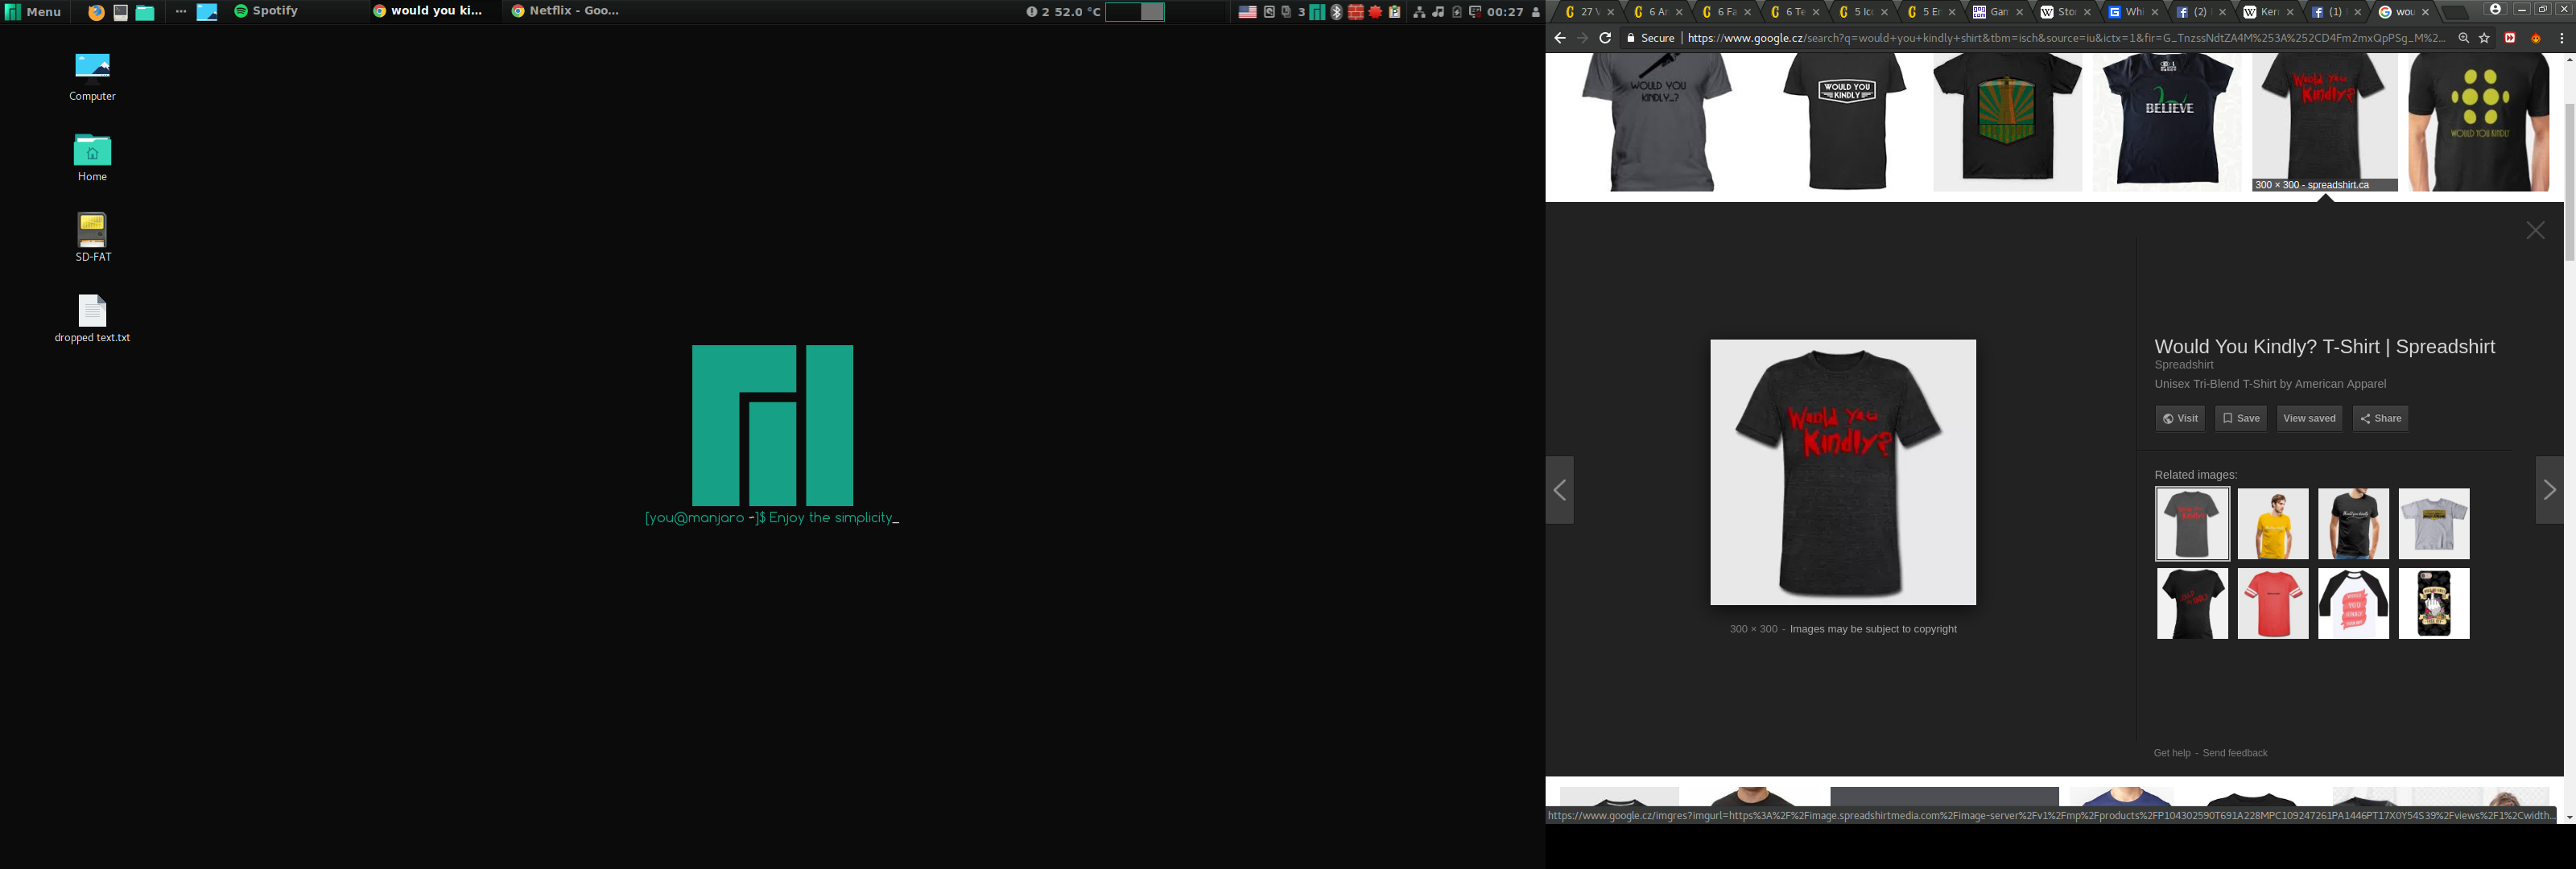 Menu
Spotify
would you ki...
Netflix - Goo...
2 52.0 °C
3
00:27
Computer
Home
SD-FAT
dropped text.txt
[you@manjaro ~]$ Enjoy the simplicity_
27
6 Ar
6 Fa
6 Te
5 Ico
5 En
Gam
Stor
Whi
(2)
Kern
(1)
wou
Secure
https://www.google.cz/search?q=would+you+kindly+shirt&tbm=isch&source=iu&ictx=1&fir=G_TnzssNdtZA4M%253A%252CD4Fm2mxQpPSg_M%2...
WOULD YOU
KINDLY...?
WOULD YOU
KINDLY
BELIEVE
Would you
Kindly?
WOULD YOU KINDLY
300 × 300 - spreadshirt.ca
Would you
Kindly?
300 × 300 - Images may be subject to copyright
Would You Kindly? T-Shirt | Spreadshirt
Spreadshirt
Unisex Tri-Blend T-Shirt by American Apparel
Visit
Save
View saved
Share
Related images:
Get help - Send feedback
https://www.google.cz/imgres?imgurl=https%3A%2F%2Fimage.spreadshirtmedia.com%2Fimage-server%2Fv1%2Fmp%2Fproducts%2FP104302590T691A228MPC109247261PA1446PT17X0Y54S39%2Fviews%2F1%2Cwidth...